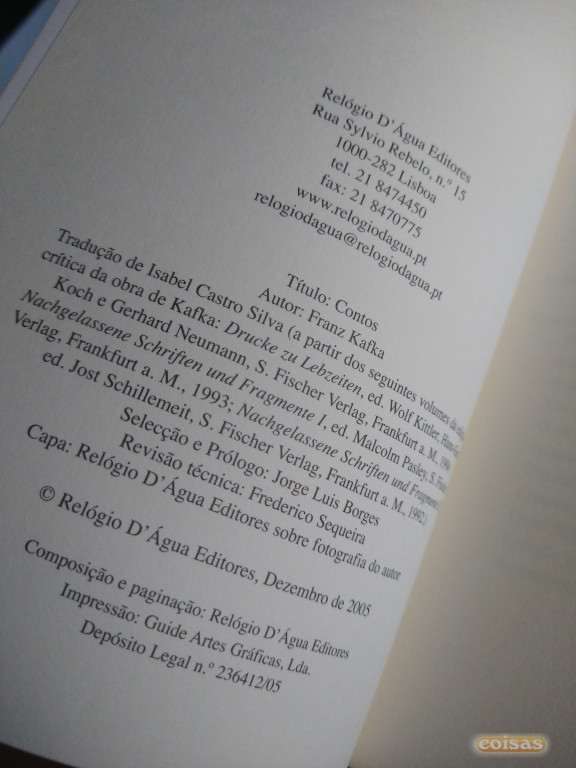 Relógio D'Água Editores
Rua Sylvio Rebelo, n.º 15
1000-282 Lisboa
tel. 21 8474450
fax: 21 8470775
www.relogiodagua.pt
relogiodagua@relogiodagua.pt
Título: Contos
Autor: Franz Kafka
Tradução de Isabel Castro Silva (a partir dos seguintes volumes da
crítica da obra de Kafka: Drucke zu Lebzeiten, ed. Wolf Kittler,
Koch e Gerhard Neumann, S. Fischer Verlag, Frankfurt a. M.,
Nachgelassene Schriften und Fragmente I, ed. Malcolm Pasley, S.
Verlag, Frankfurt a. M., 1993; Nachgelassene Schriften und
ed. Jost Schillemeit, S. Fischer Verlag, Frankfurt a. M., 1992)
Selecção e Prólogo: Jorge Luis Borges
Revisão técnica: Frederico Sequeira
Capa: Relógio D'Água Editores sobre fotografia do autor
© Relógio D'Água Editores, Dezembro de 2005
Composição e paginação: Relógio D'Água Editores
Impressão: Guide Artes Gráficas, Lda.
Depósito Legal n.º 236412/05
coisas